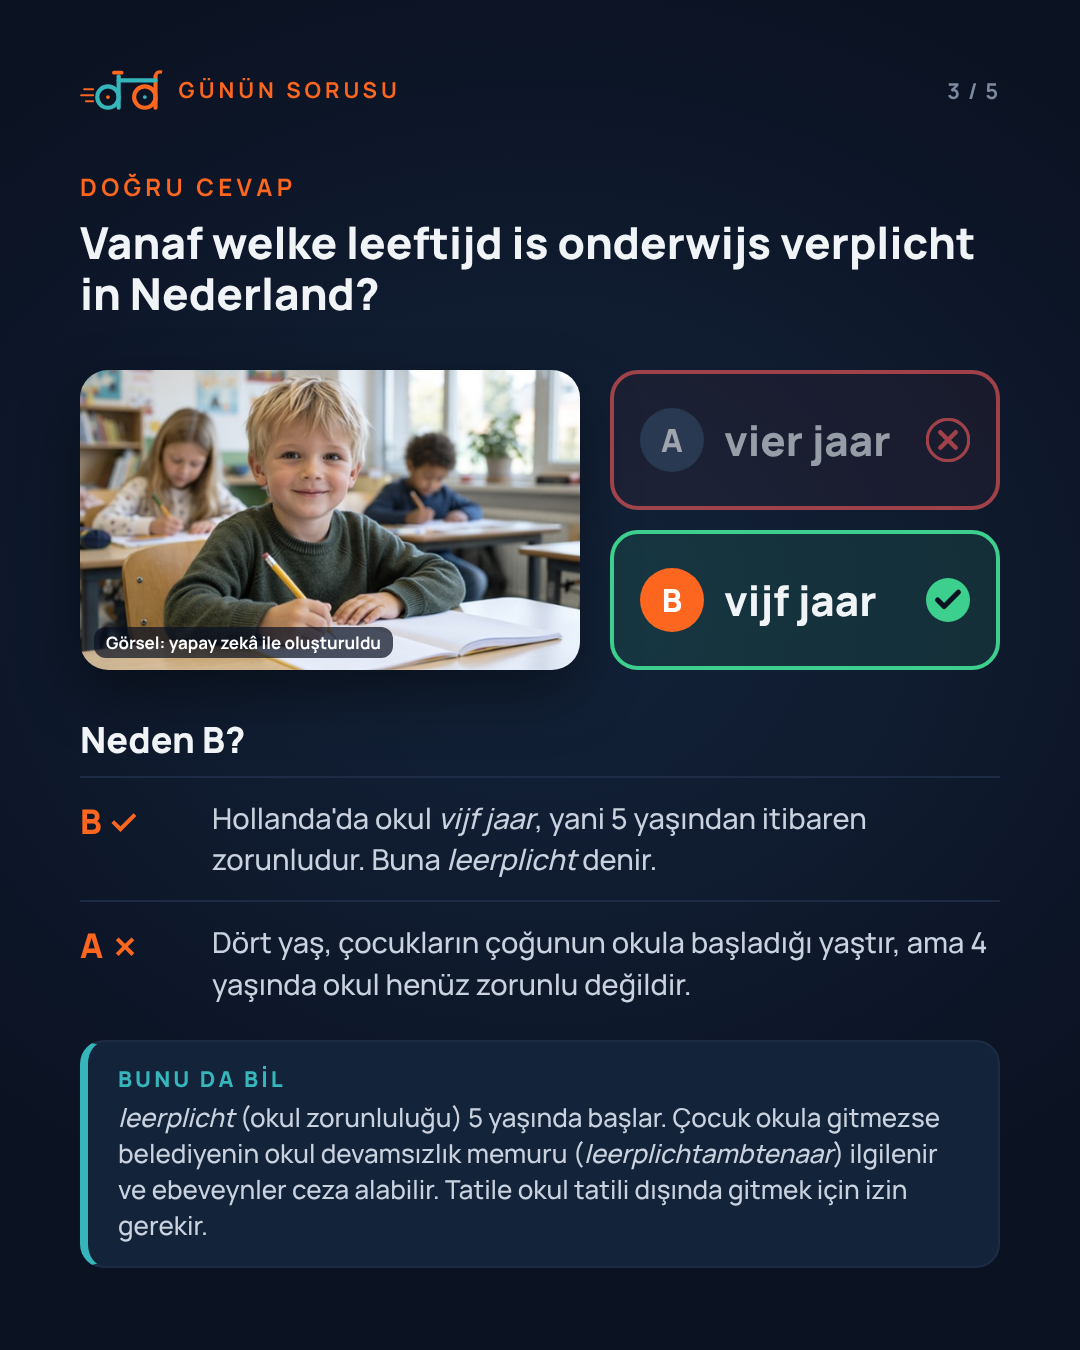 GÜNÜN SORUSU
3 / 5
DOĞRU CEVAP
Vanaf welke leeftijd is onderwijs verplicht
in Nederland?
A vier jaar
B vijf jaar
Görsel: yapay zekâ ile oluşturuldu
Neden B?
B ✓ Hollanda'da okul vijf jaar, yani 5 yaşından itibaren
zorunludur. Buna leerplicht denir.
A × Dört yaş, çocukların çoğunun okula başladığı yaştır, ama 4
yaşında okul henüz zorunlu değildir.
BUNU DA BİL
leerplicht (okul zorunluluğu) 5 yaşında başlar. Çocuk okula gitmezse
belediyenin okul devamsızlık memuru (leerplichtambtenaar) ilgilenir
ve ebeveynler ceza alabilir. Tatile okul tatili dışında gitmek için izin
gerekir.